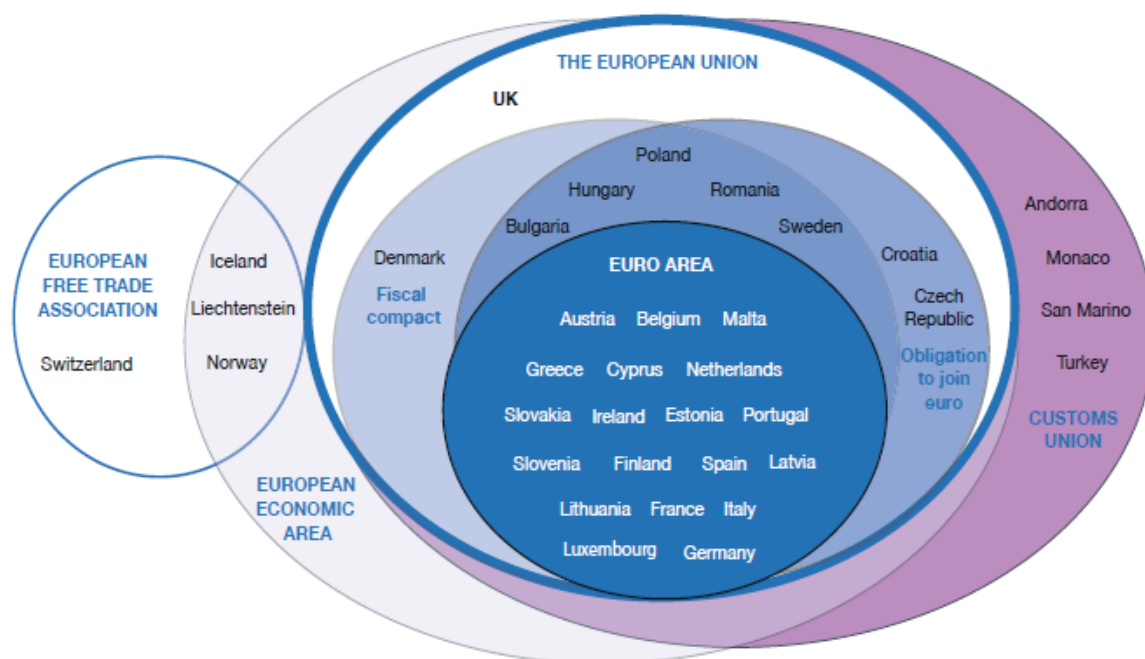 THE EUROPEAN UNION
UK
Poland
Hungary Romania
Bulgaria Sweden
Andorra
Denmark
Croatia
Monaco
EUROPEAN
FREE TRADE
ASSOCIATION
Iceland
Liechtenstein
Switzerland
Norway
Fiscal
compact
EURO AREA
Austria Belgium Malta
Greece Cyprus Netherlands
Slovakia Ireland Estonia Portugal
Slovenia Finland Spain Latvia
Lithuania France Italy
Luxembourg Germany
Czech
Republic
Obligation
to join
euro
San Marino
Turkey
CUSTOMS
UNION
EUROPEAN
ECONOMIC
AREA